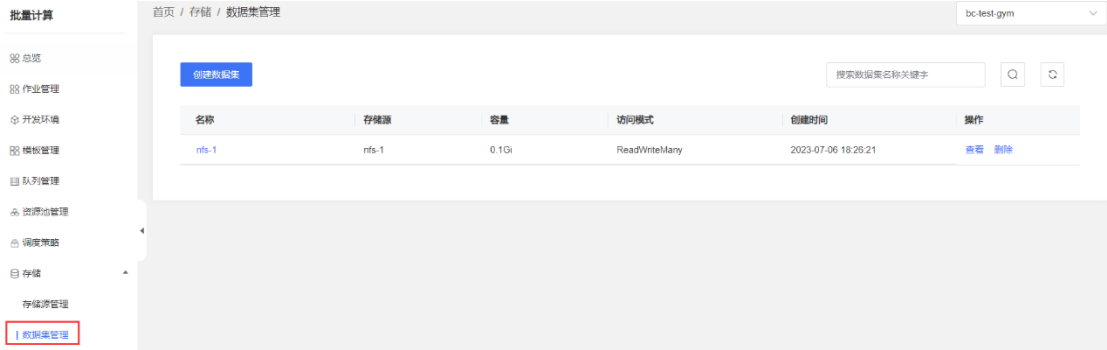 批量计算
首页 / 存储 / 数据集管理
bc-test-gym
总览
作业管理
开发环境
模板管理
队列管理
资源池管理
调度策略
存储
存储源管理
数据集管理
创建数据集
搜索数据集名称关键字
名称 存储源 容量 访问模式 创建时间 操作
nfs-1 nfs-1 0.1Gi ReadWriteMany 2023-07-06 18:26:21 查看 删除